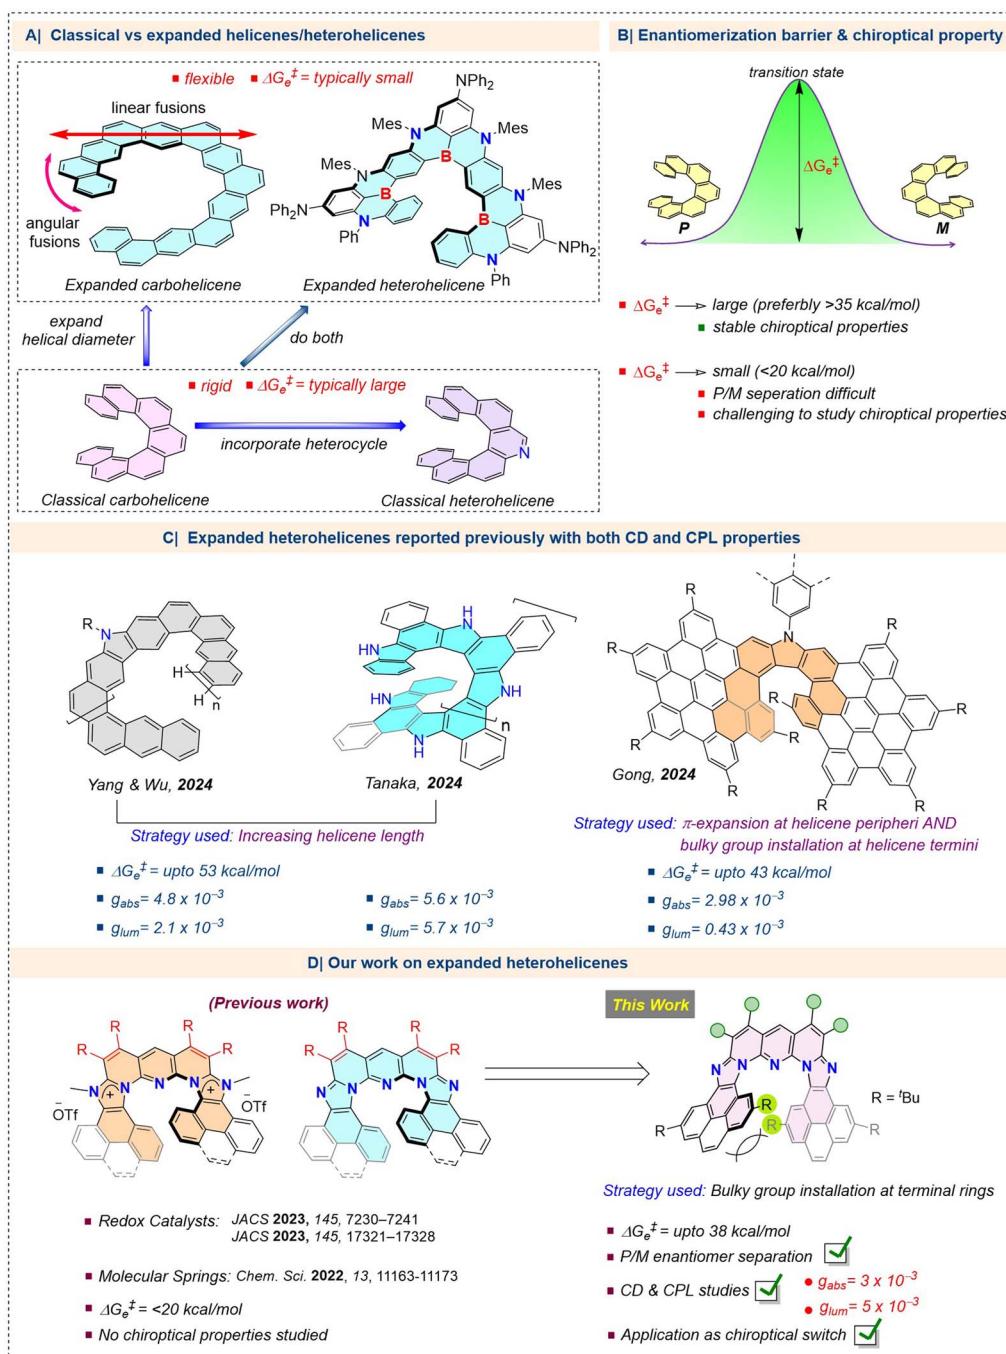 A| Classical vs expanded helicenes/heterohelicenes
flexible ΔGe‡ = typically small
linear fusions
angular
fusions
Expanded carbohelicene
NPh2
Mes
N
B
N
Mes
Mes
N
Mes
B
N
B
Ph2N
N
Ph
NPh2
N
Ph
Expanded heterohelicene
expand
helical diameter
do both
rigid ΔGe‡ = typically large
incorporate heterocycle
N
Classical carbohelicene
Classical heterohelicene
B| Enantiomerization barrier & chiroptical property
transition state
ΔGe‡
P
M
ΔGe‡ large (preferbly >35 kcal/mol)
stable chiroptical properties
ΔGe‡ small (<20 kcal/mol)
P/M seperation difficult
challenging to study chiroptical properties
C| Expanded heterohelicenes reported previously with both CD and CPL properties
R
N
H
H
n
Yang & Wu, 2024
H
N
HN
HN
NH
N
H
n
Tanaka, 2024
N
R
R
R
R
R
R
R
R
R
R
Gong, 2024
Strategy used: Increasing helicene length
ΔGe‡ = upto 53 kcal/mol
gabs= 4.8 x 10–3
glum= 2.1 x 10–3
gabs= 5.6 x 10–3
glum= 5.7 x 10–3
Strategy used: π-expansion at helicene peripheri AND
bulky group installation at helicene termini
ΔGe‡ = upto 43 kcal/mol
gabs= 2.98 x 10–3
glum= 0.43 x 10–3
D| Our work on expanded heterohelicenes
(Previous work)
R
R
R
R
N
N
N
N
N
+
+
–
OTf
–
OTf
R
R
R
R
N
N
N
N
N
This Work
N
N
N
N
N
R
R
R
R
R = tBu
Strategy used: Bulky group installation at terminal rings
Redox Catalysts: JACS 2023, 145, 7230–7241
JACS 2023, 145, 17321–17328
Molecular Springs: Chem. Sci. 2022, 13, 11163-11173
ΔGe‡ = <20 kcal/mol
No chiroptical properties studied
ΔGe‡ = upto 38 kcal/mol
P/M enantiomer separation
CD & CPL studies
gabs = 3 x 10–3
glum = 5 x 10–3
Application as chiroptical switch